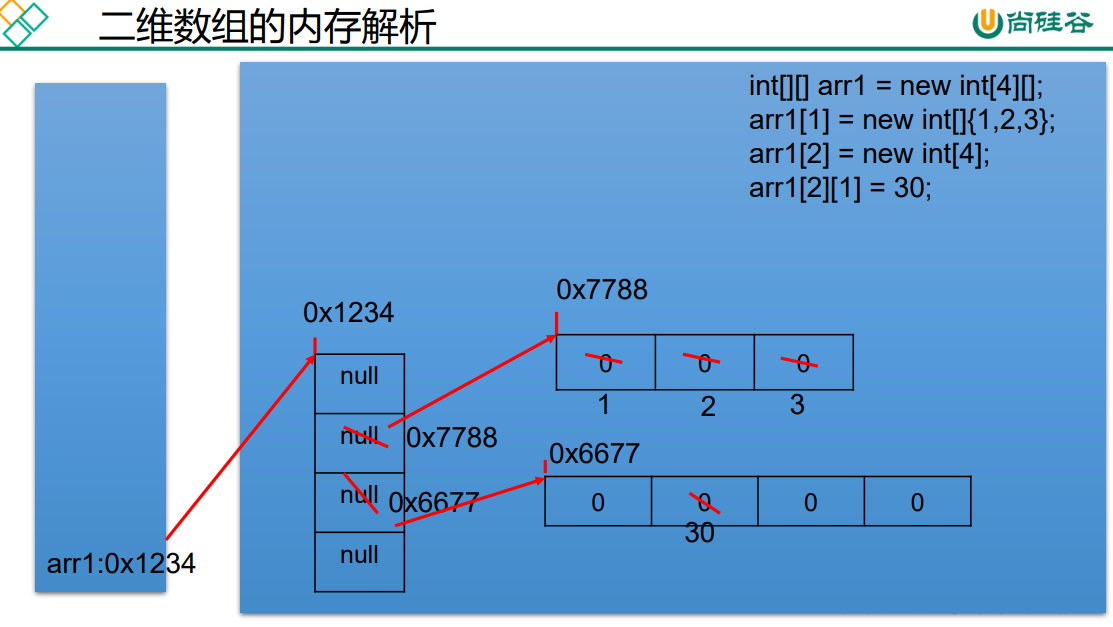 二维数组的内存解析
尚硅谷
int[][] arr1 = new int[4][];
arr1[1] = new int[]{1,2,3};
arr1[2] = new int[4];
arr1[2][1] = 30;
0x7788
0x1234
0 0 0
null
1 2 3
null 0x7788
0x6677
null 0x6677
0 0 0 0
30
null
arr1:0x1234